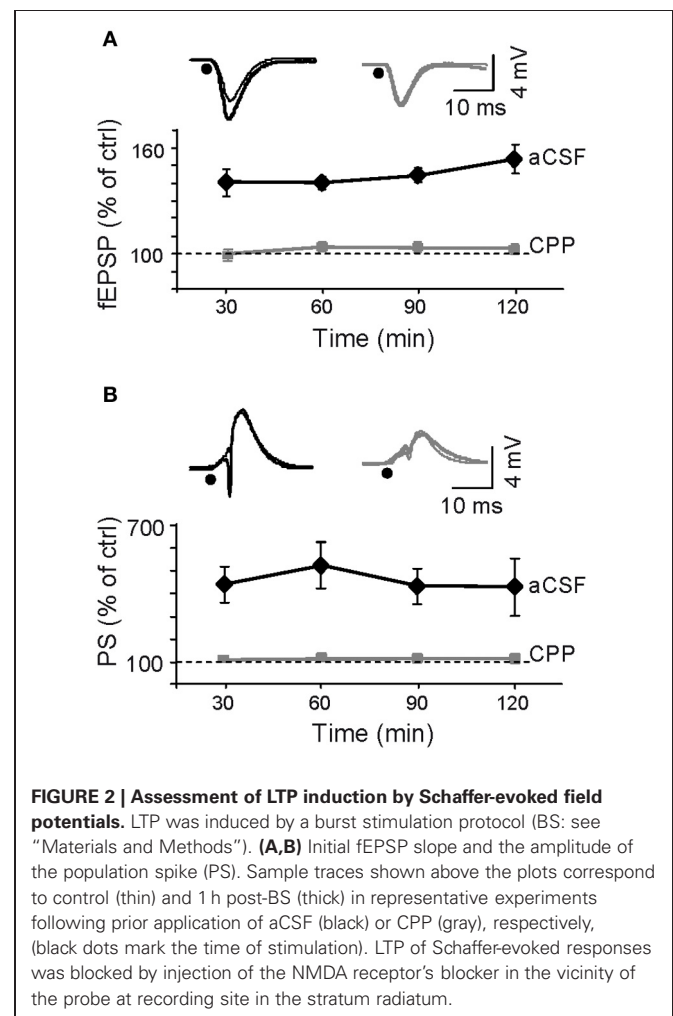 A
4 mV
10 ms
fEPSP (% of ctrl)
160
100
aCSF
CPP
30 60 90 120
Time (min)
B
4 mV
10 ms
PS (% of ctrl)
700
100
aCSF
CPP
30 60 90 120
Time (min)
FIGURE 2 | Assessment of LTP induction by Schaffer-evoked field
potentials. LTP was induced by a burst stimulation protocol (BS: see
“Materials and Methods”). (A,B) Initial fEPSP slope and the amplitude of
the population spike (PS). Sample traces shown above the plots correspond
to control (thin) and 1 h post-BS (thick) in representative experiments
following prior application of aCSF (black) or CPP (gray), respectively,
(black dots mark the time of stimulation). LTP of Schaffer-evoked responses
was blocked by injection of the NMDA receptor’s blocker in the vicinity of
the probe at recording site in the stratum radiatum.